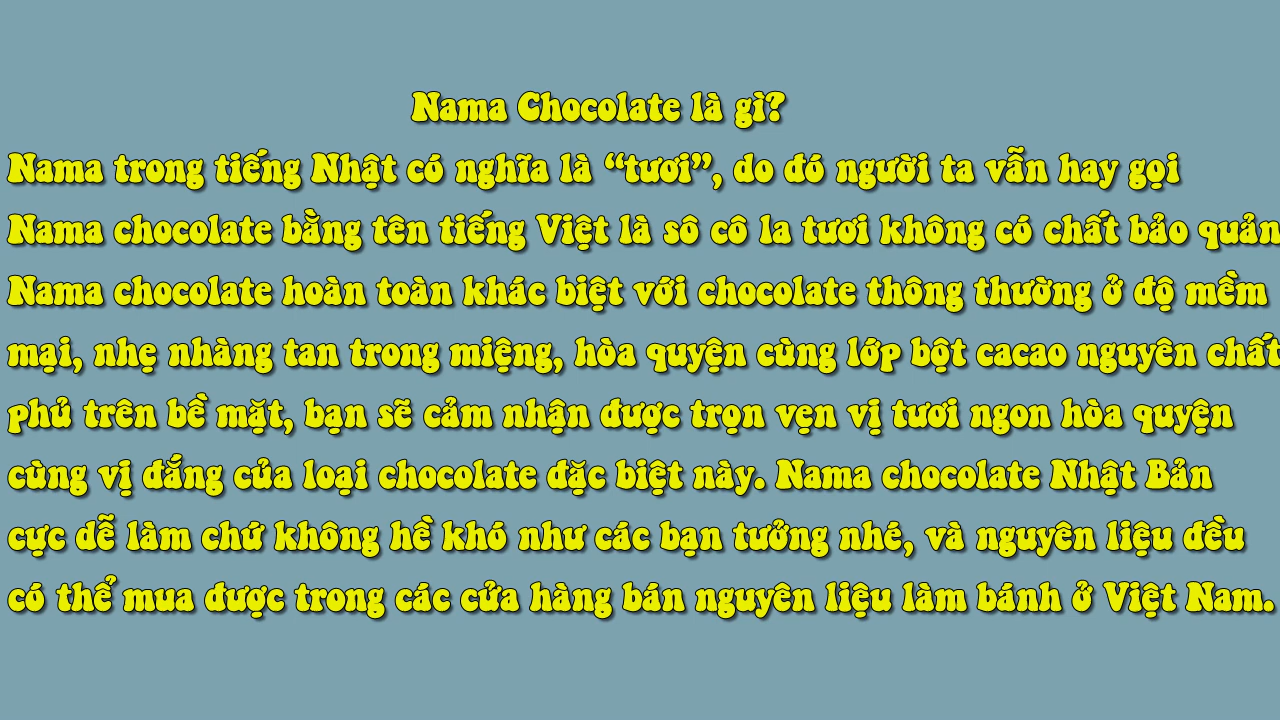 Nama Chocolate là gì?
Nama trong tiếng Nhật có nghĩa là “tươi”, do đó người ta vẫn hay gọi
Nama chocolate bằng tên tiếng Việt là sô cô la tươi không có chất bảo quản
Nama chocolate hoàn toàn khác biệt với chocolate thông thường ở độ mềm
mại, nhẹ nhàng tan trong miệng, hòa quyện cùng lớp bột cacao nguyên chất
phủ trên bề mặt, bạn sẽ cảm nhận được trọn vẹn vị tươi ngon hòa quyện
cùng vị đắng của loại chocolate đặc biệt này. Nama chocolate Nhật Bản
cực dễ làm chứ không hề khó như các bạn tưởng nhé, và nguyên liệu đều
có thể mua được trong các cửa hàng bán nguyên liệu làm bánh ở Việt Nam.